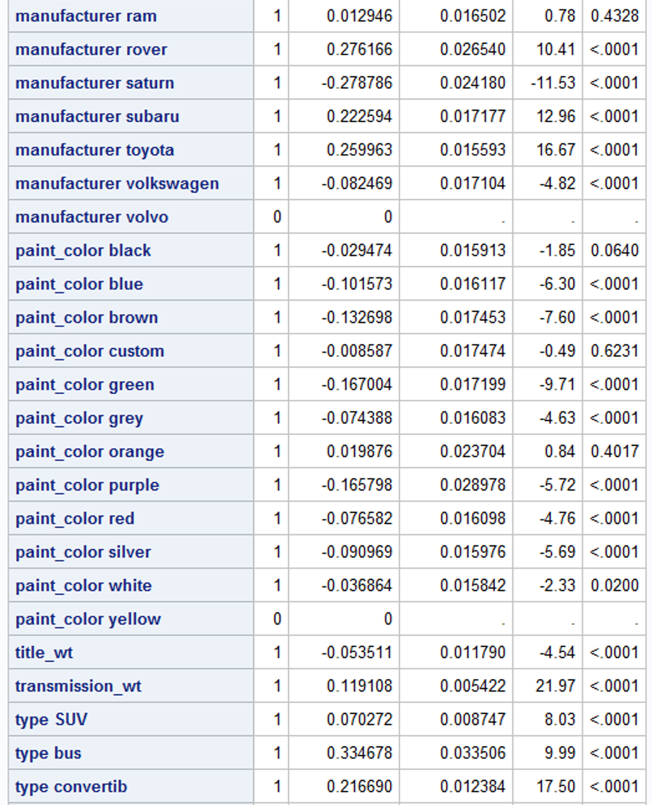 manufacturer ram 1 0.012946 0.016502 0.78 0.4328
manufacturer rover 1 0.276166 0.026540 10.41 <.0001
manufacturer saturn 1 -0.278786 0.024180 -11.53 <.0001
manufacturer subaru 1 0.222594 0.017177 12.96 <.0001
manufacturer toyota 1 0.259963 0.015593 16.67 <.0001
manufacturer volkswagen 1 -0.082469 0.017104 -4.82 <.0001
manufacturer volvo 0 0 . . .
paint_color black 1 -0.029474 0.015913 -1.85 0.0640
paint_color blue 1 -0.101573 0.016117 -6.30 <.0001
paint_color brown 1 -0.132698 0.017453 -7.60 <.0001
paint_color custom 1 -0.008587 0.017474 -0.49 0.6231
paint_color green 1 -0.167004 0.017199 -9.71 <.0001
paint_color grey 1 -0.074388 0.016083 -4.63 <.0001
paint_color orange 1 0.019876 0.023704 0.84 0.4017
paint_color purple 1 -0.165798 0.028978 -5.72 <.0001
paint_color red 1 -0.076582 0.016098 -4.76 <.0001
paint_color silver 1 -0.090969 0.015976 -5.69 <.0001
paint_color white 1 -0.036864 0.015842 -2.33 0.0200
paint_color yellow 0 0 . . .
title_wt 1 -0.053511 0.011790 -4.54 <.0001
transmission_wt 1 0.119108 0.005422 21.97 <.0001
type SUV 1 0.070272 0.008747 8.03 <.0001
type bus 1 0.334678 0.033506 9.99 <.0001
type convertib 1 0.216690 0.012384 17.50 <.0001